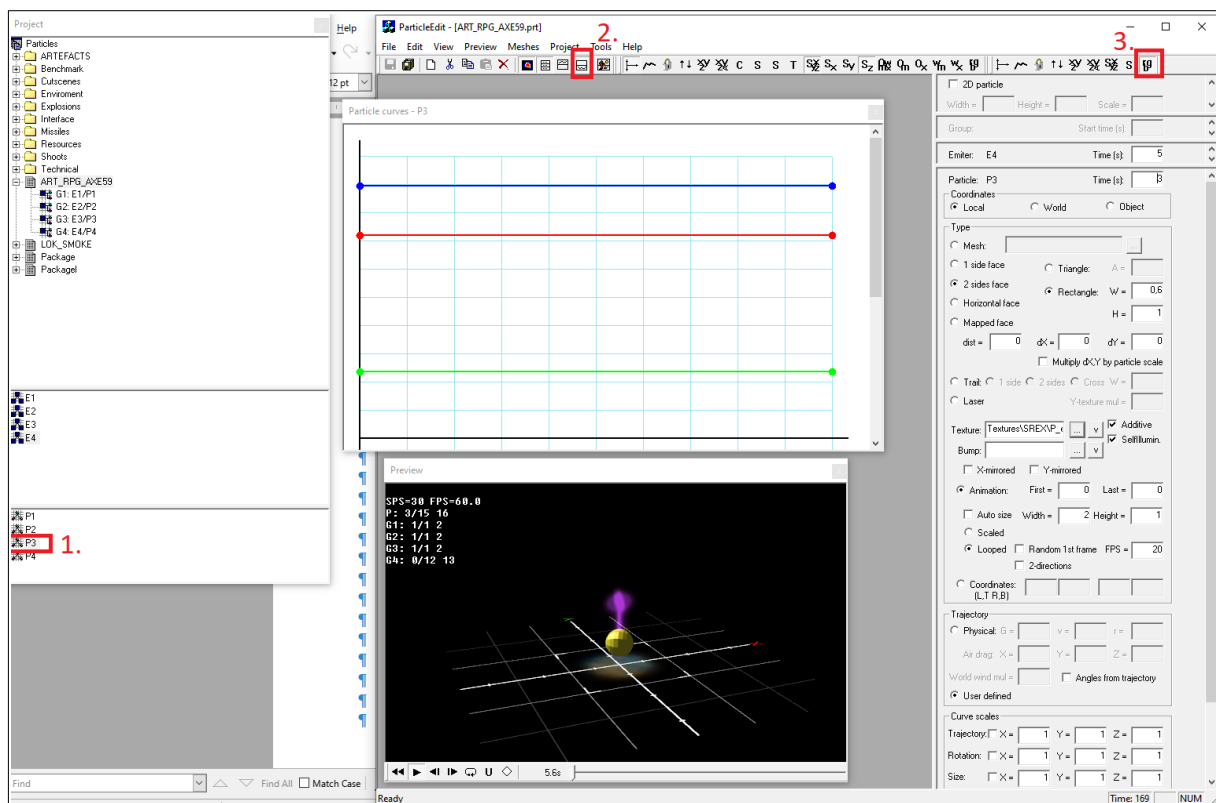 Project
Particles
ARTEFACTS
Benchmark
Cutscenes
Enviroment
Explosions
Interface
Missiles
Resources
Shoots
Technical
ART_RPG_AXE59
G1: E1/P1
G2: E2/P2
G3: E3/P3
G4: E4/P4
LOK_SMOKE
Package
PackageI
E1
E2
E3
E4
P1
P2
P3 1.
P4
Help
12 pt
Find Find All Match Case
ParticleEdit - [ART_RPG_AXE59.prt]
2.
3.
File Edit View Preview Meshes Project Tools Help
Particle curves - P3
Preview
SPS=30 FPS=60.0
P: 3/15 16
G1: 1/1 2
G2: 1/1 2
G3: 1/1 2
G4: 0/12 13
U 5.6s
2D particle
Width = Height = Scale =
Group: Start time (s):
Emiter: E4 Time (s): 5
Particle: P3 Time (s): 3
Coordinates
Local World Object
Type
Mesh: ...
1 side face Triangle: A =
2 sides face Rectangle: W = 0,6
Horizontal face H = 1
Mapped face
dist = 0 dX = 0 dY = 0
Multiply dX,Y by particle scale
Trail: 1 side 2 sides Cross W =
Laser Y-texture mul =
Texture: Textures\SREX\P_ ... v Additive
SelfIllumin.
Bump: ... v
X-mirrored Y-mirrored
Animation: First = 0 Last = 0
Auto size Width = 2 Height = 1
Scaled
Looped Random 1st frame FPS = 20
2-directions
Coordinates:
(L,T R,B)
Trajectory
Physical: G = v = r =
Air drag: X = Y = Z =
World wind mul = Angles from trajectory
User defined
Curve scales
Trajectory: X = 1 Y = 1 Z = 1
Rotation: X = 1 Y = 1 Z = 1
Size: X = 1 Y = 1 Z = 1
Ready Time: 169 NUM